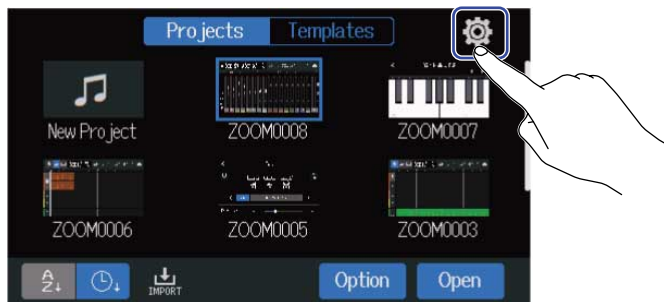 Projects Templates
New Project ZOOM0008 ZOOM0007
ZOOM0006 ZOOM0005 ZOOM0003
A
Z IMPORT Option Open